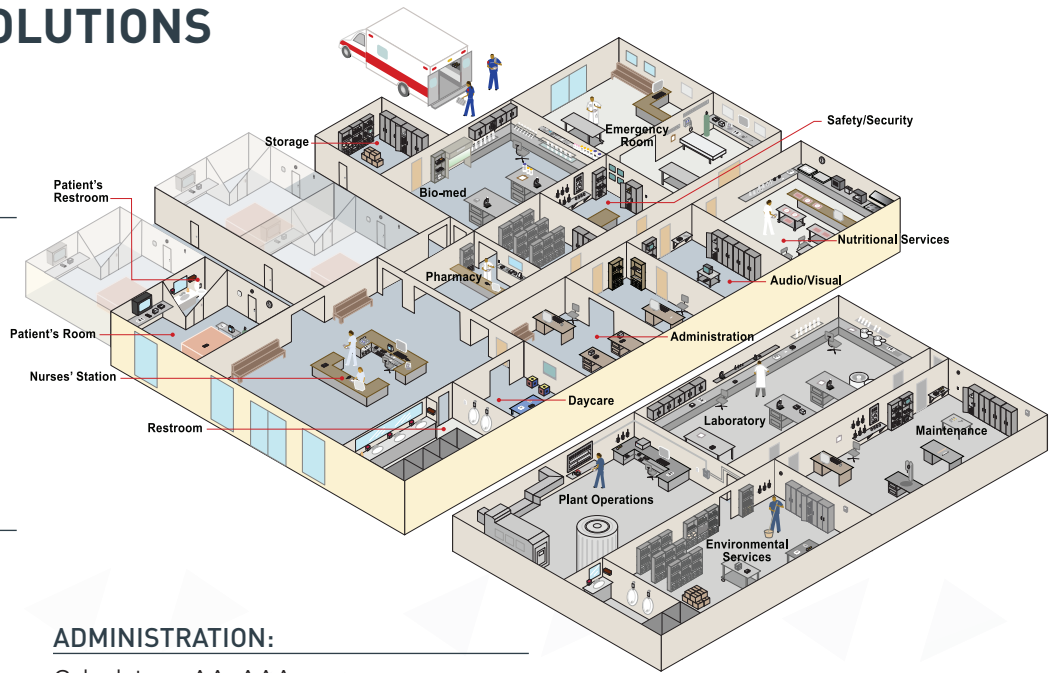 OLUTIONS
Safety/Security
Emergency
Room
Storage
Bio-med
Patient's
Restroom
Nutritional Services
Pharmacy
Audio/Visual
Patient's Room
Administration
Nurses' Station
Daycare
Restroom
Laboratory
Maintenance
Plant Operations
Environmental
Services
ADMINISTRATION: